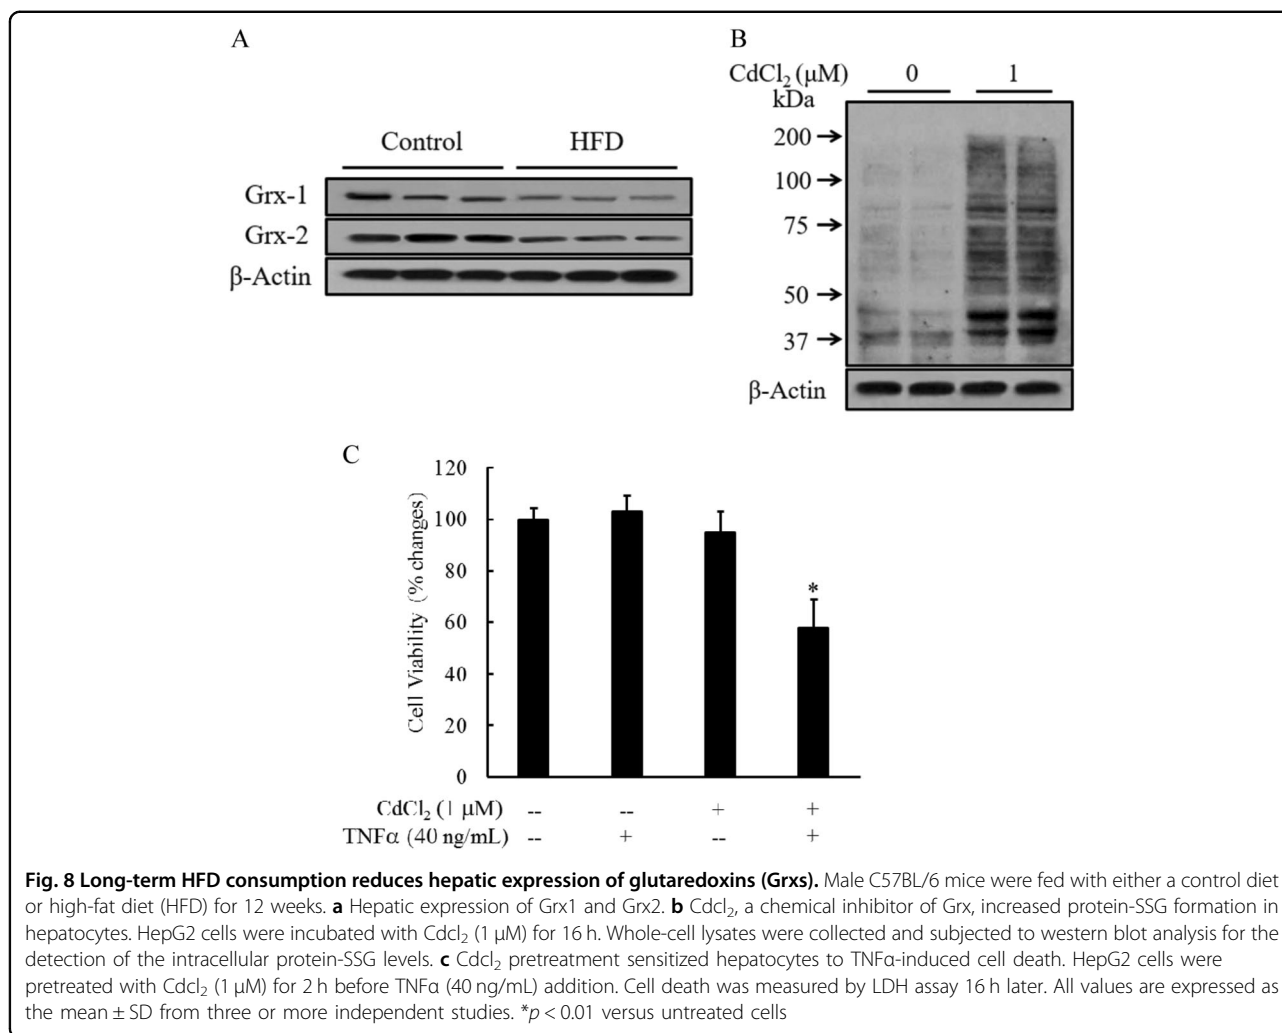 A
Control HFD
Grx-1
Grx-2
β-Actin
B
CdCl₂ (μM) 0 1
kDa
200
100
75
50
37
β-Actin
C
Cell Viability (% changes)
120
100
80
60
40
20
0
*
CdCl₂ (1 μM) -- -- + +
TNFα (40 ng/mL) -- + -- +
Fig. 8 Long-term HFD consumption reduces hepatic expression of glutaredoxins (Grxs). Male C57BL/6 mice were fed with either a control diet
or high-fat diet (HFD) for 12 weeks. a Hepatic expression of Grx1 and Grx2. b Cdcl₂, a chemical inhibitor of Grx, increased protein-SSG formation in
hepatocytes. HepG2 cells were incubated with Cdcl₂ (1 µM) for 16 h. Whole-cell lysates were collected and subjected to western blot analysis for the
detection of the intracellular protein-SSG levels. c Cdcl₂ pretreatment sensitized hepatocytes to TNFα-induced cell death. HepG2 cells were
pretreated with Cdcl₂ (1 µM) for 2 h before TNFα (40 ng/mL) addition. Cell death was measured by LDH assay 16 h later. All values are expressed as
the mean ± SD from three or more independent studies. *p < 0.01 versus untreated cells